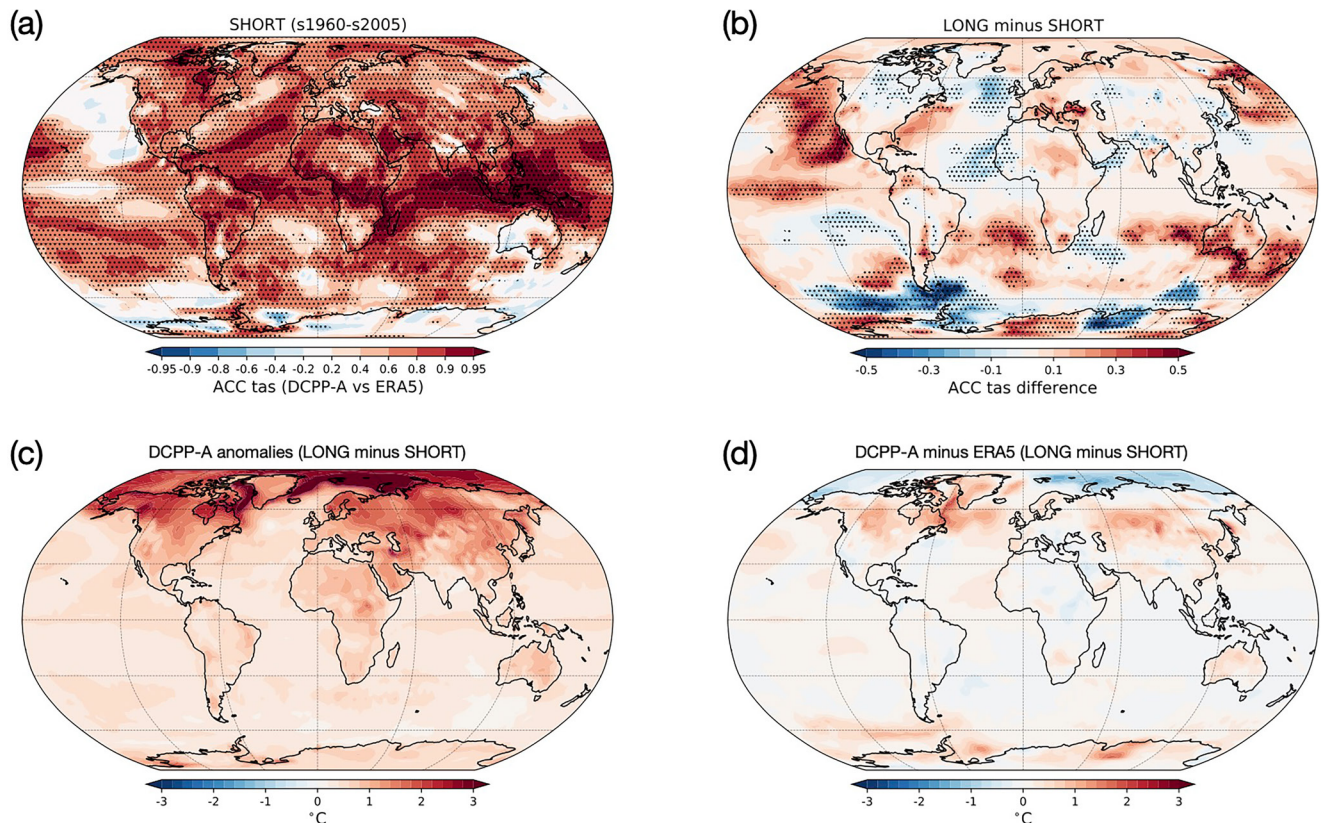 (a)
SHORT (s1960-s2005)
-0.95 -0.9 -0.8 -0.6 -0.4 -0.2 0.2 0.4 0.6 0.8 0.9 0.95
ACC tas (DCPP-A vs ERA5)
(b)
LONG minus SHORT
-0.5 -0.3 -0.1 0.1 0.3 0.5
ACC tas difference
(c)
DCPP-A anomalies (LONG minus SHORT)
-3 -2 -1 0 1 2 3
°C
(d)
DCPP-A minus ERA5 (LONG minus SHORT)
-3 -2 -1 0 1 2 3
°C